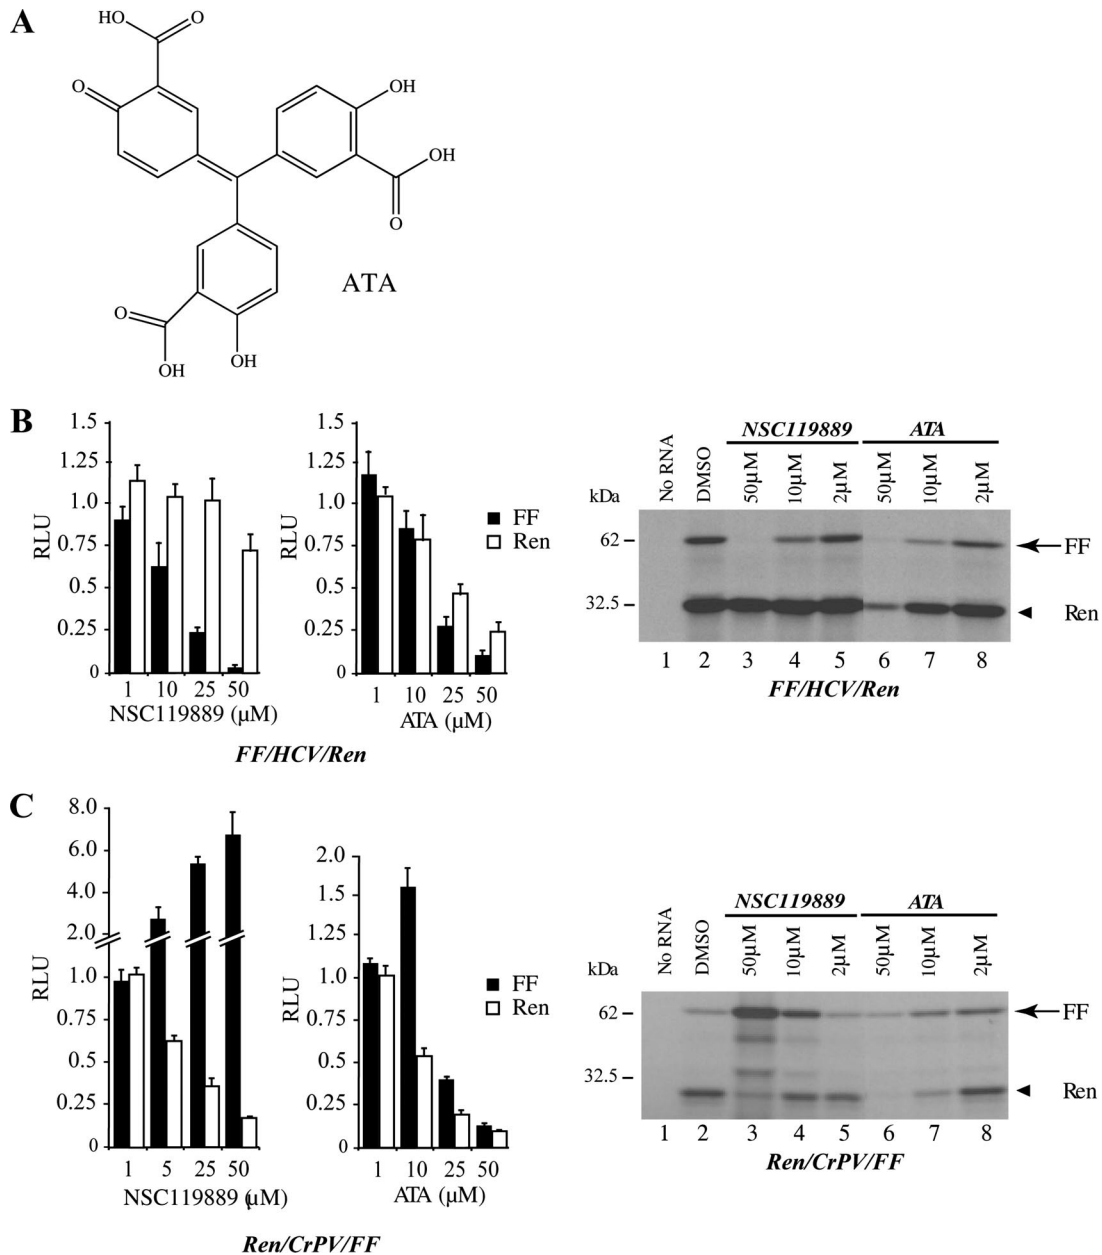 A
HO
O
O
OH
OH
O
O
OH
OH
ATA
B
1.5
1.25
1.0
0.75
0.5
0.25
0
RLU
1 10 25 50
NSC119889 (µM)
1.5
1.25
1.0
0.75
0.5
0.25
0
RLU
1 10 25 50
ATA (µM)
FF
Ren
FF/HCV/Ren
No RNA
DMSO
NSC119889
50µM
10µM
2µM
ATA
50µM
10µM
2µM
kDa
62
32.5
FF
Ren
1 2 3 4 5 6 7 8
FF/HCV/Ren
C
8.0
6.0
4.0
2.0
1.0
0.75
0.5
0.25
0
RLU
1 5 25 50
NSC119889 (µM)
2.0
1.5
1.25
1.0
0.75
0.5
0.25
0
RLU
1 10 25 50
ATA (µM)
FF
Ren
Ren/CrPV/FF
No RNA
DMSO
NSC119889
50µM
10µM
2µM
ATA
50µM
10µM
2µM
kDa
62
32.5
FF
Ren
1 2 3 4 5 6 7 8
Ren/CrPV/FF